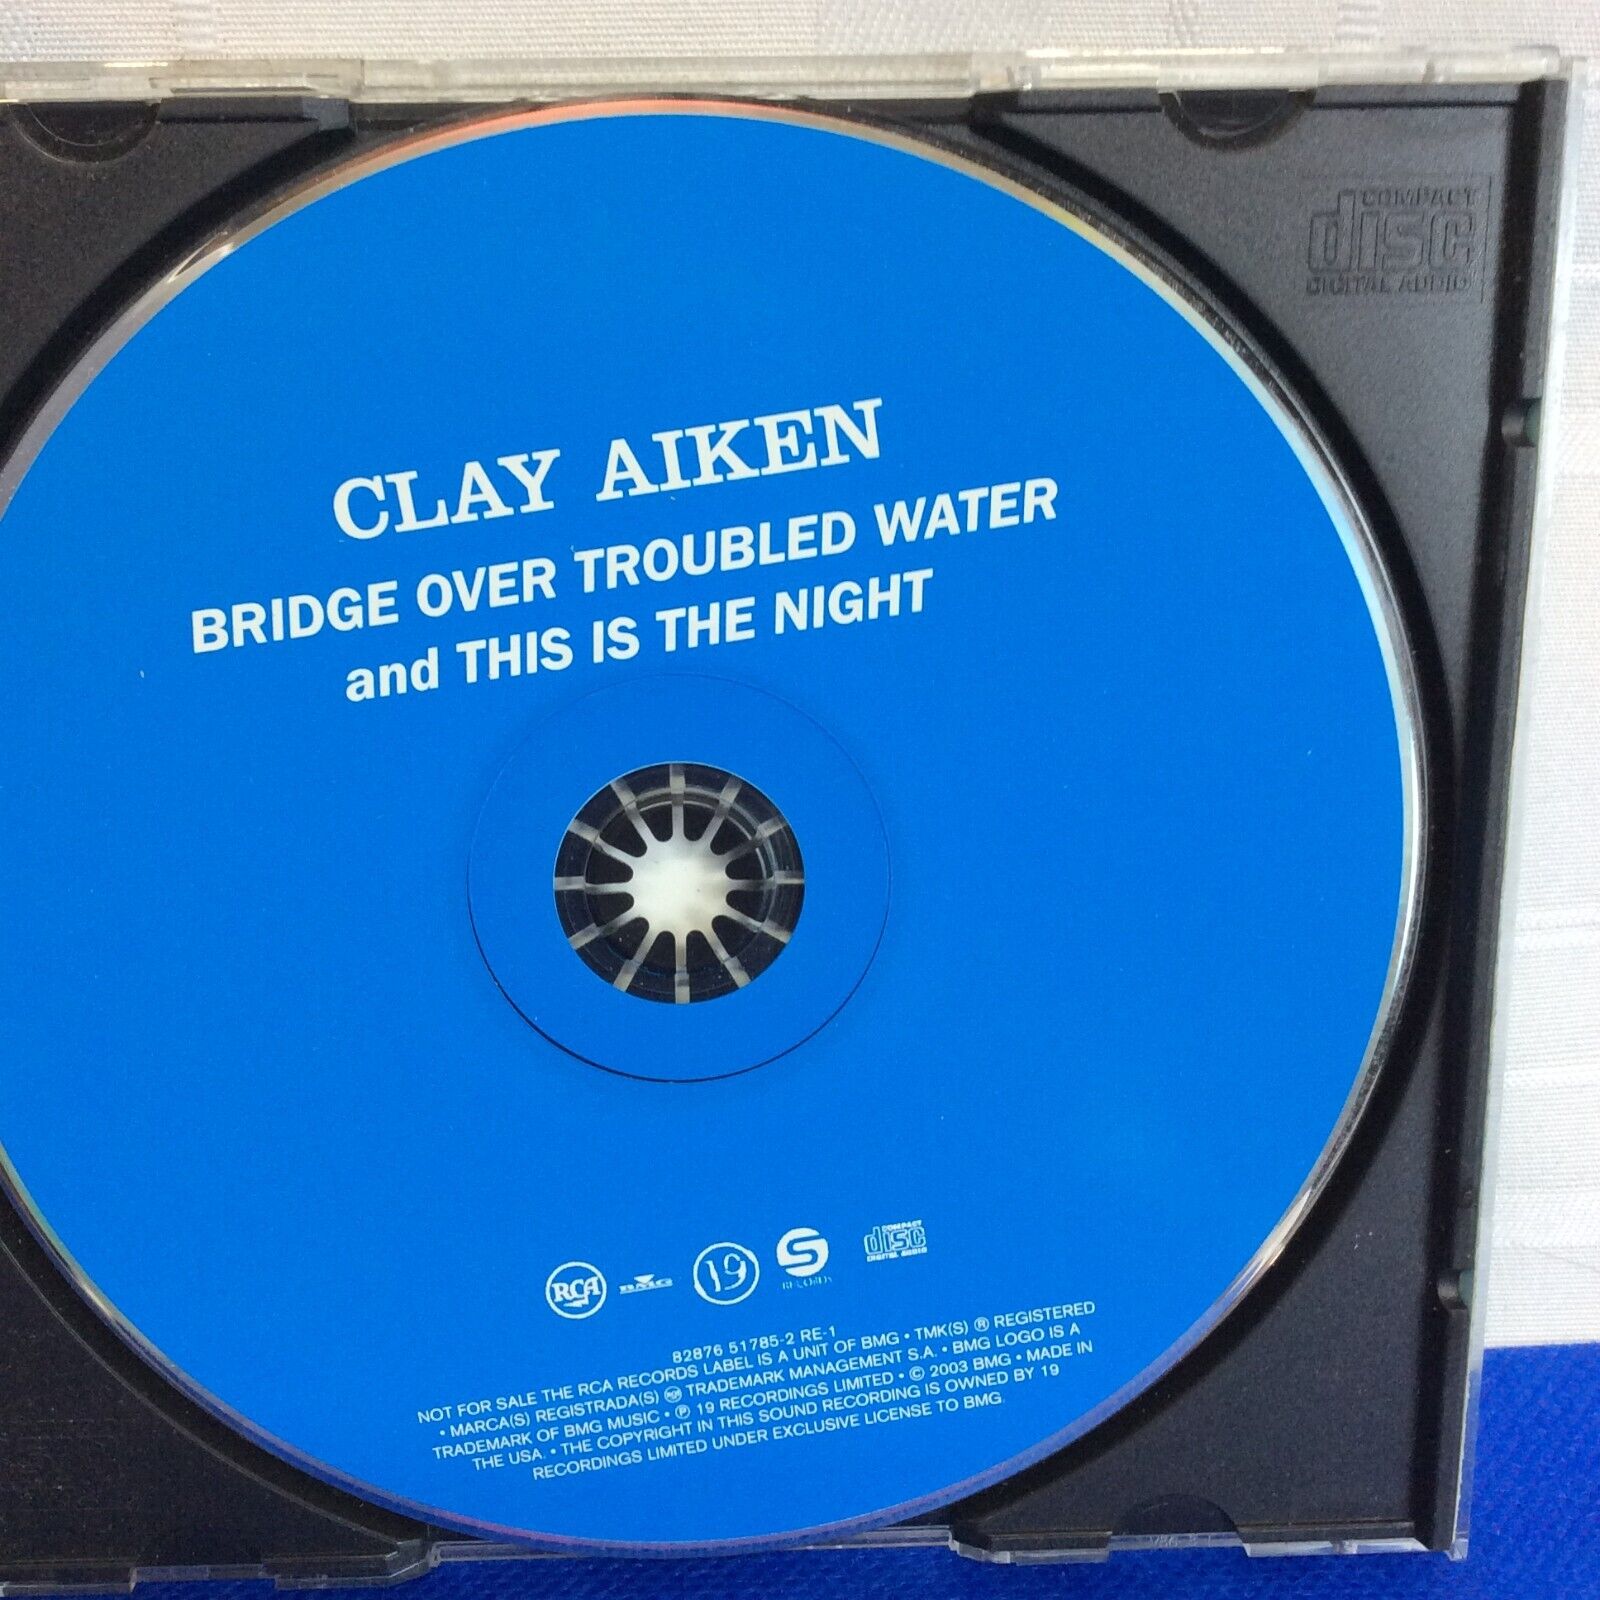 COMPACT
disc
DIGITAL AUDIO
CLAY AIKEN
BRIDGE OVER TROUBLED WATER
and THIS IS THE NIGHT
RCA
BMG
19
S
RECORDS
COMPACT
disc
DIGITAL AUDIO
82876 51785-2 RE-1
NOT FOR SALE THE RCA RECORDS LABEL IS A UNIT OF BMG • TMK(S) ® REGISTERED
• MARCA(S) REGISTRADA(S) RCA TRADEMARK MANAGEMENT S.A. • BMG LOGO IS A
TRADEMARK OF BMG MUSIC • ℗ 19 RECORDINGS LIMITED • © 2003 BMG • MADE IN
THE USA. • THE COPYRIGHT IN THIS SOUND RECORDING IS OWNED BY 19
RECORDINGS LIMITED UNDER EXCLUSIVE LICENSE TO BMG.